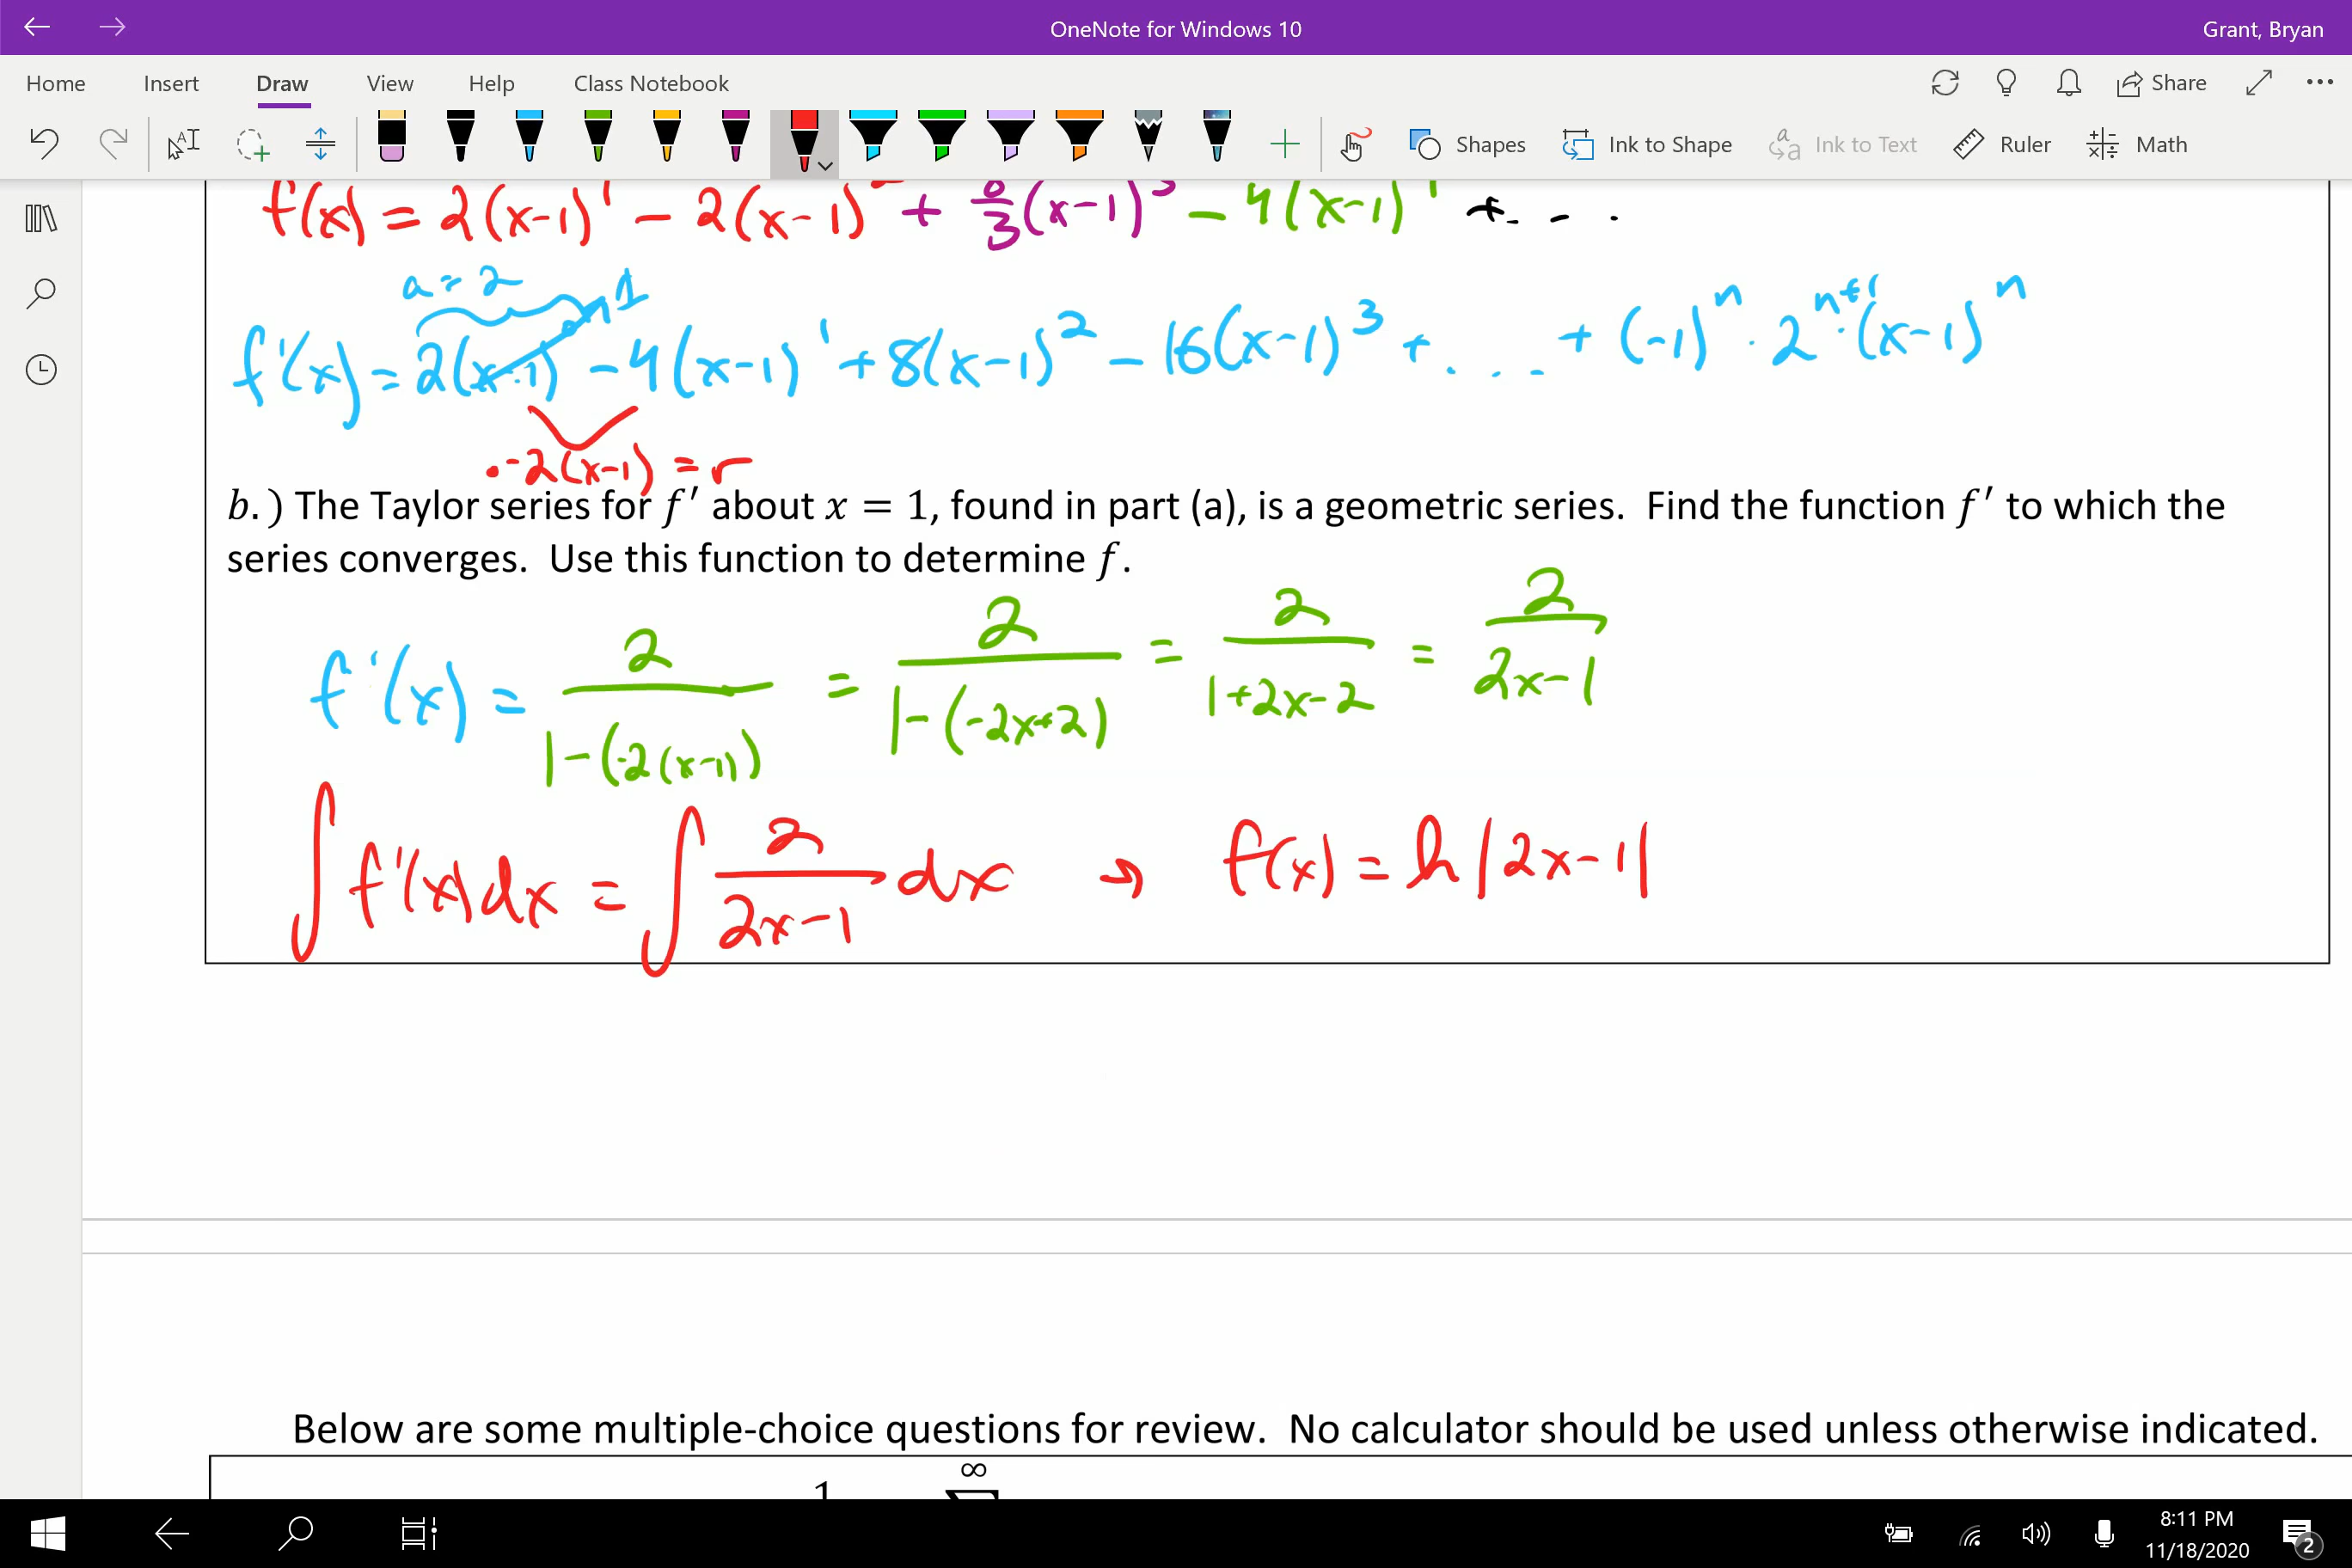 OneNote for Windows 10
Grant, Bryan
Home Insert Draw View Help Class Notebook Share
Shapes Ink to Shape Ink to Text Ruler Math
f(x) = 2(x-1)¹ - 2(x-1)² + 8/3(x-1)³ - 4(x-1) + . . .
a = 2 1
f'(x) = 2(x-1)⁰ - 4(x-1)¹ + 8(x-1)² - 16(x-1)³ + . . . + (-1)ⁿ · 2ⁿ⁺¹ · (x-1)ⁿ
· -2(x-1) = r
b.) The Taylor series for f′ about x = 1, found in part (a), is a geometric series. Find the function f′ to which the
series converges. Use this function to determine f.
f'(x) = 2/(1-(-2(x-1))) = 2/(1-(-2x+2)) = 2/(1+2x-2) = 2/(2x-1)
∫ f'(x) dx = ∫ 2/(2x-1) dx → f(x) = ln |2x-1|
Below are some multiple-choice questions for review. No calculator should be used unless otherwise indicated.
1 ∞
8:11 PM
11/18/2020
2